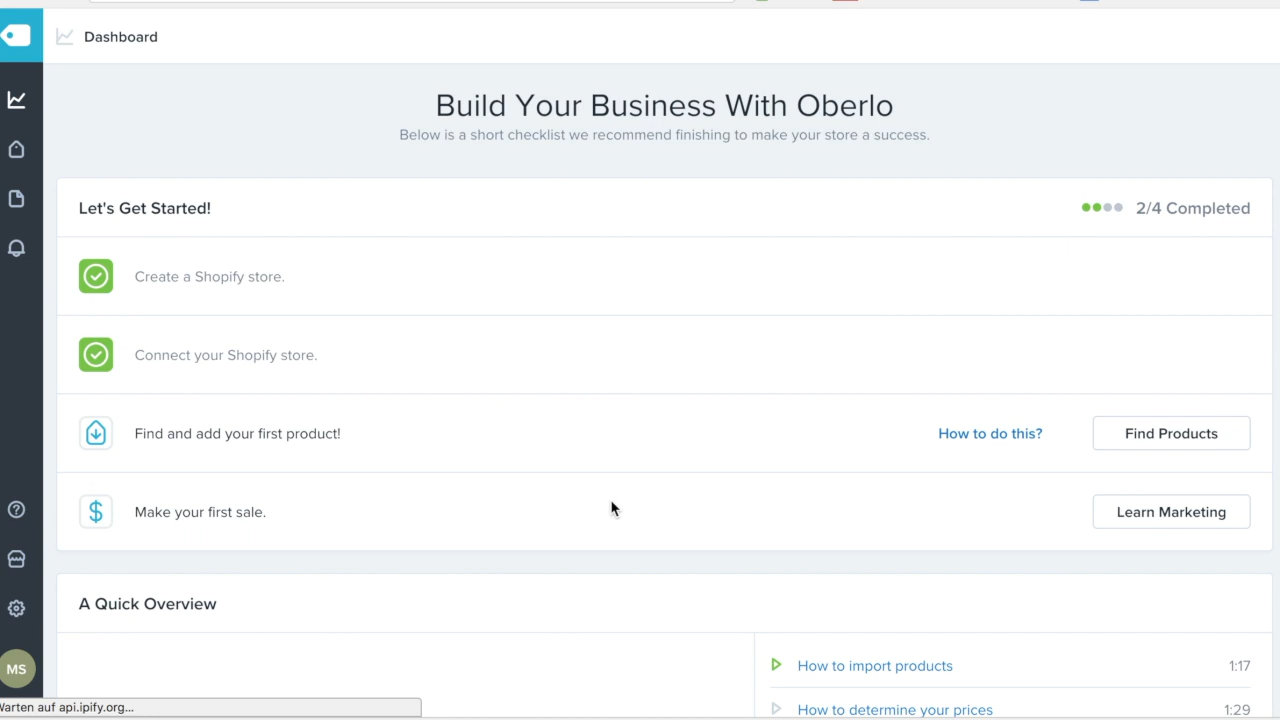 Dashboard
Build Your Business With Oberlo
Below is a short checklist we recommend finishing to make your store a success.
Let's Get Started!
2/4 Completed
Create a Shopify store.
Connect your Shopify store.
Find and add your first product!
How to do this?
Find Products
Make your first sale.
Learn Marketing
A Quick Overview
How to import products
1:17
How to determine your prices
1:29
MS
Warten auf api.ipify.org...